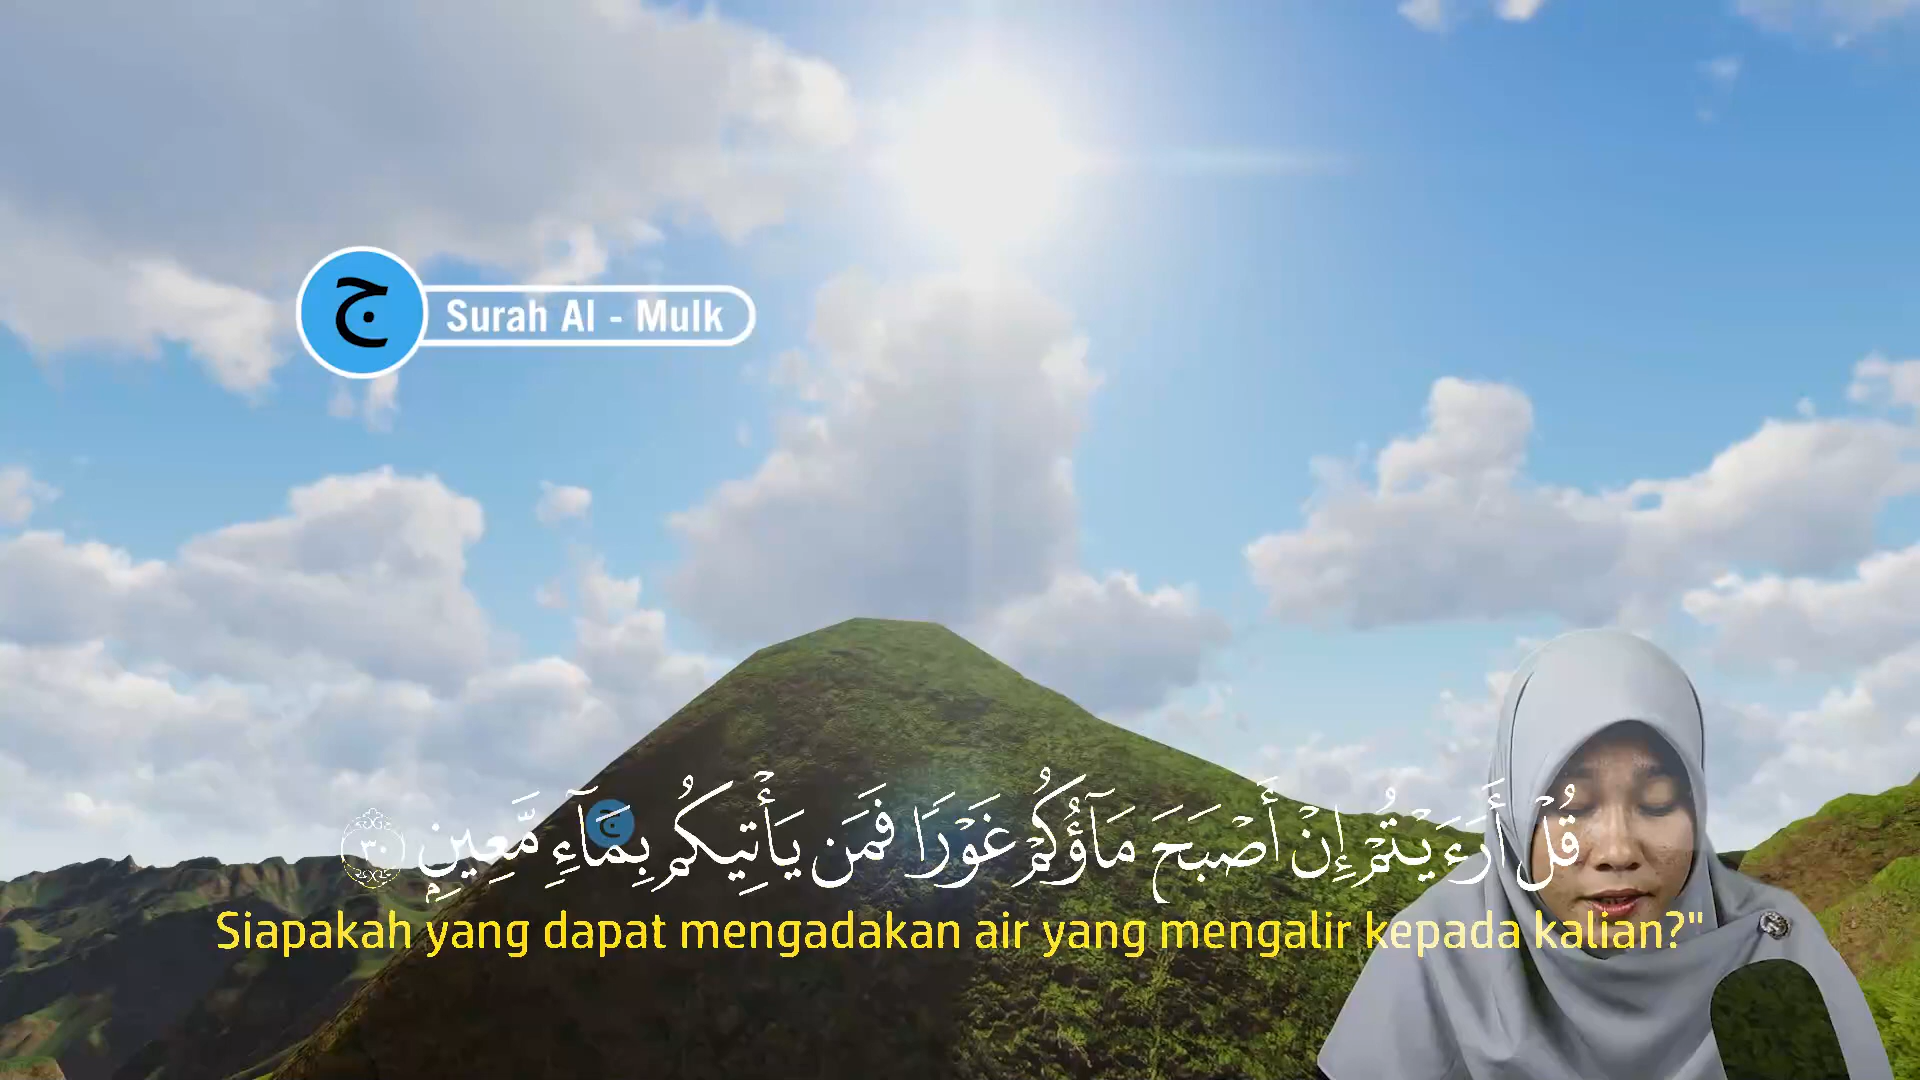 ج
Surah Al - Mulk
قُلْ أَرَءَيْتُمْ إِنْ أَصْبَحَ مَآؤُكُمْ غَوْرًا فَمَن يَأْتِيكُم بِمَآءٍ مَّعِينٍۭ ٣٠
ج
Siapakah yang dapat mengadakan air yang mengalir kepada kalian?"